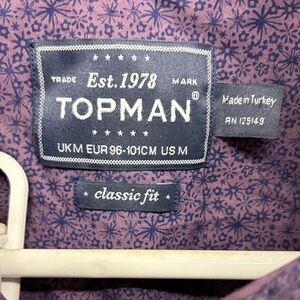 TRADE Est.1978 MARK
TOPMAN®
UK M EUR 96-101CM US M
classic fit
Made in Turkey
RN 125149